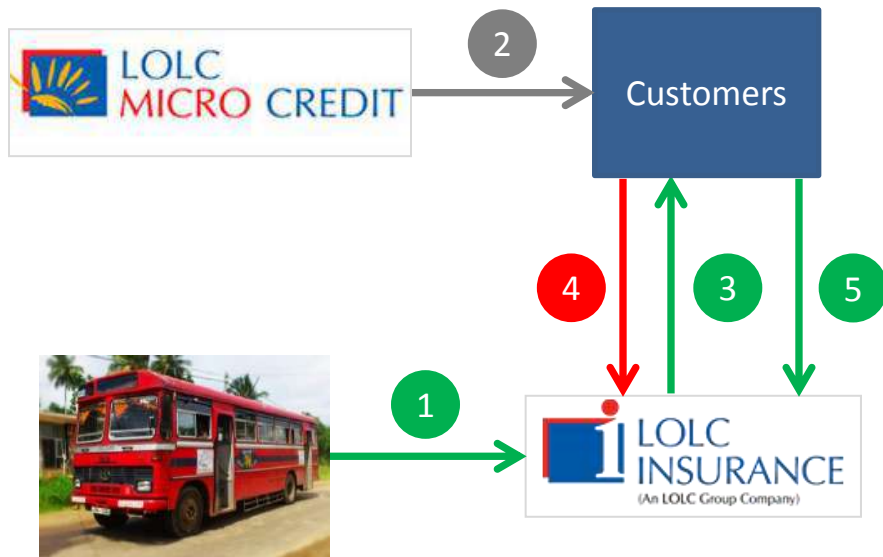 LOLC
MICRO CREDIT
2
Customers
4
3
5
1
i
LOLC
INSURANCE
(An LOLC Group Company)